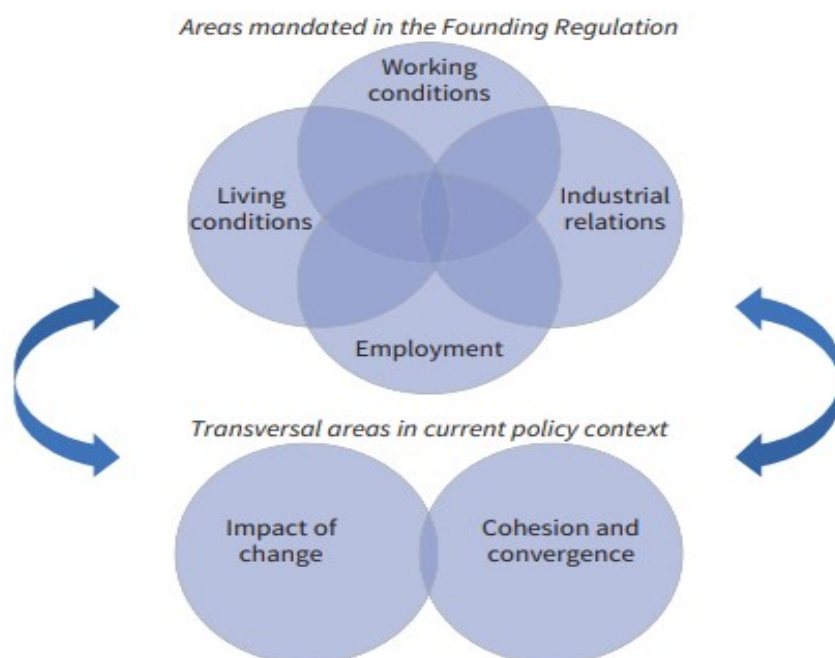 Areas mandated in the Founding Regulation
Working
conditions
Living
conditions
Industrial
relations
Employment
Transversal areas in current policy context
Impact of
change
Cohesion and
convergence